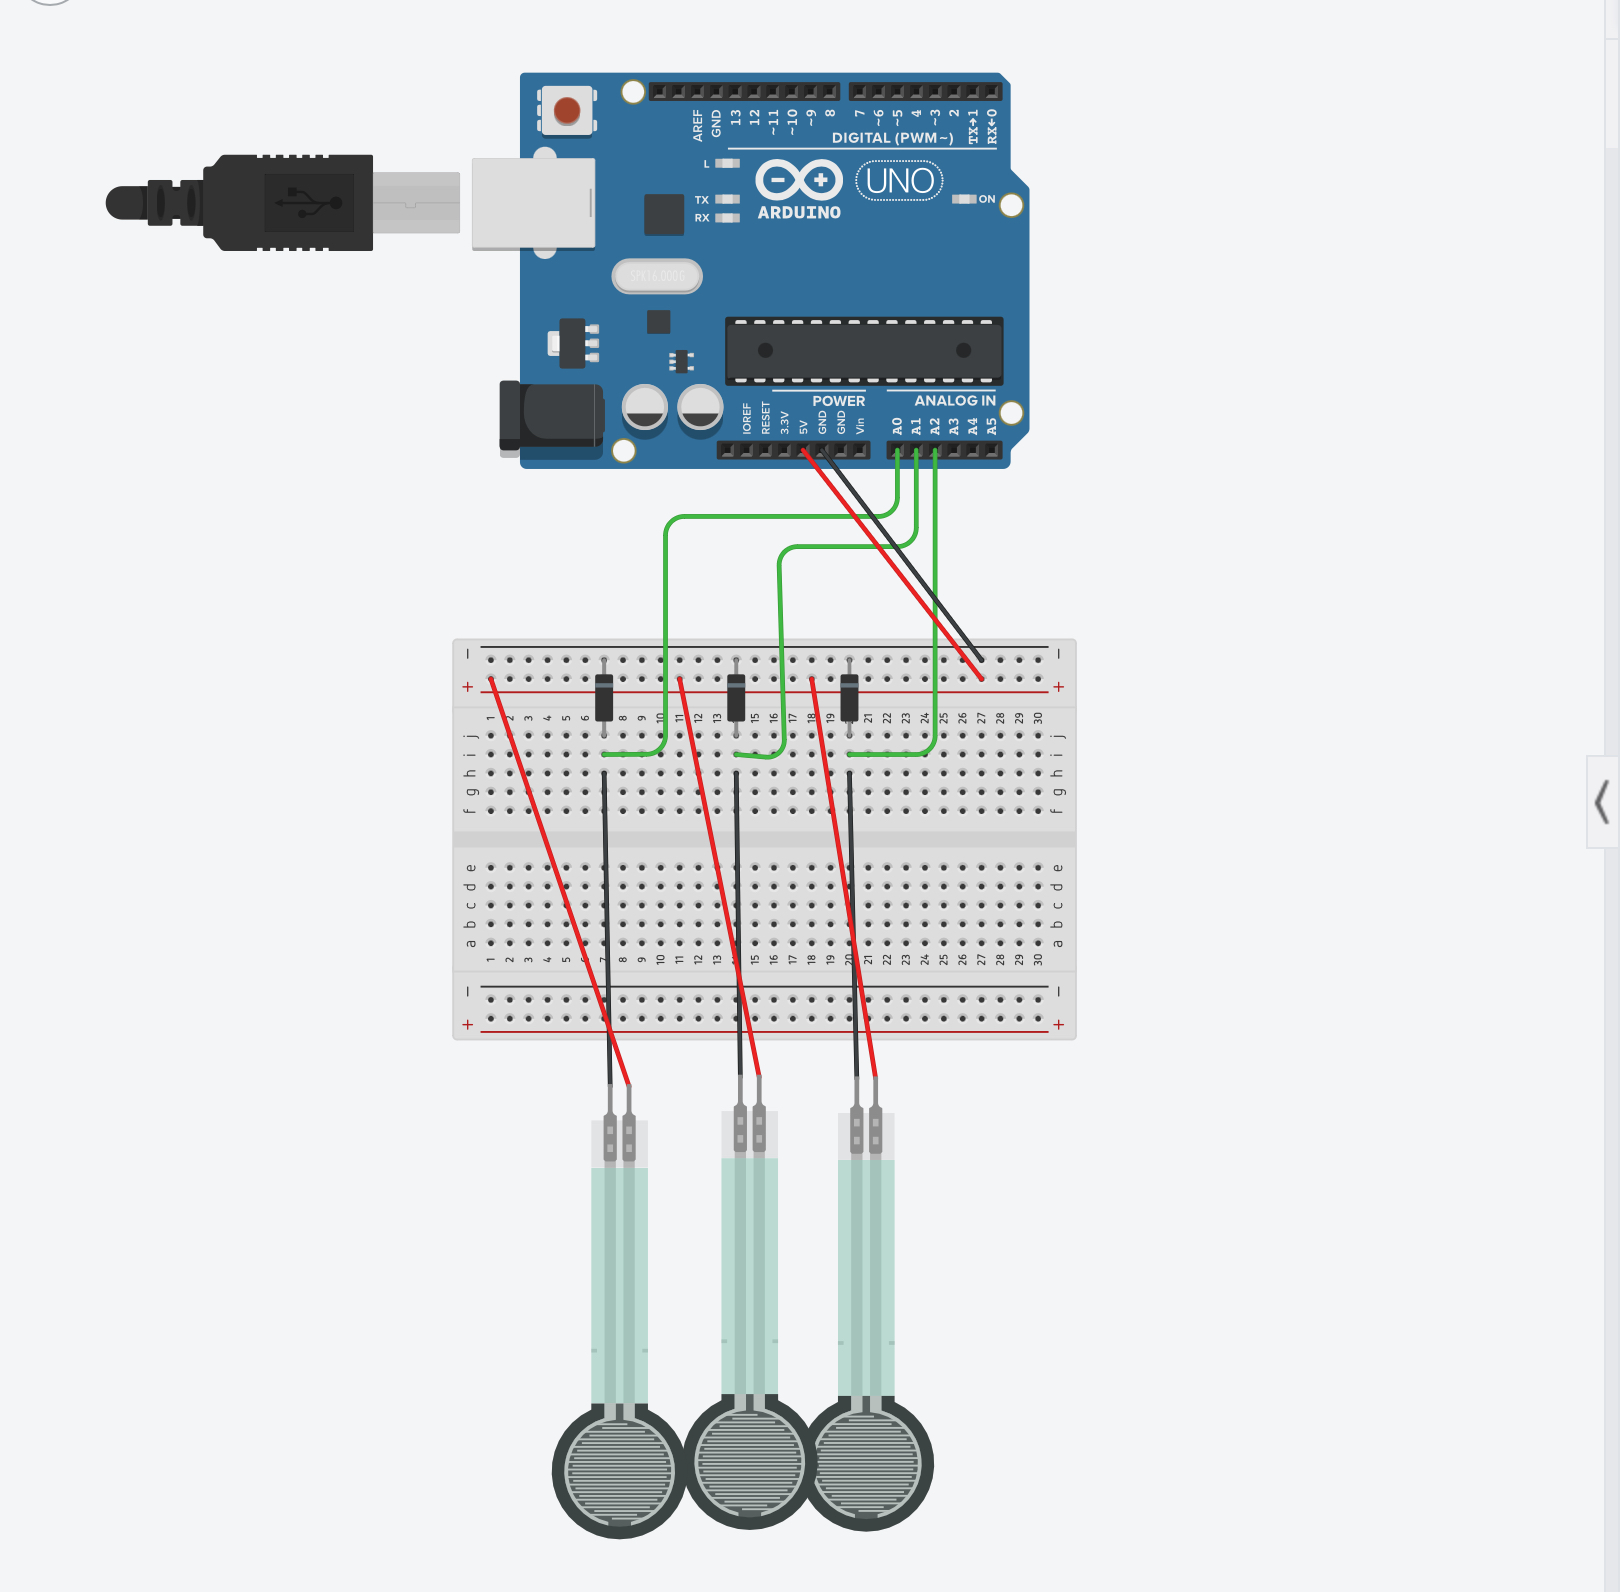 AREF GND 13 12 ~11 ~10 ~9 8 7 ~6 ~5 4 ~3 2 TX→1 RX←0
DIGITAL (PWM~)
L
TX
RX
ARDUINO
UNO
ON
SPK16.000G
POWER ANALOG IN
IOREF RESET 3.3V 5V GND GND Vin A0 A1 A2 A3 A4 A5
− −
+ +
1 2 3 4 5 6 8 9 10 11 12 13 15 16 17 18 19 21 22 23 24 25 26 27 28 29 30
j j
i i
h h
g g
f f
e e
d d
c c
b b
a a
1 2 3 4 5 6 7 8 9 10 11 12 13 15 16 17 18 19 20 21 22 23 24 25 26 27 28 29 30
− −
+ +